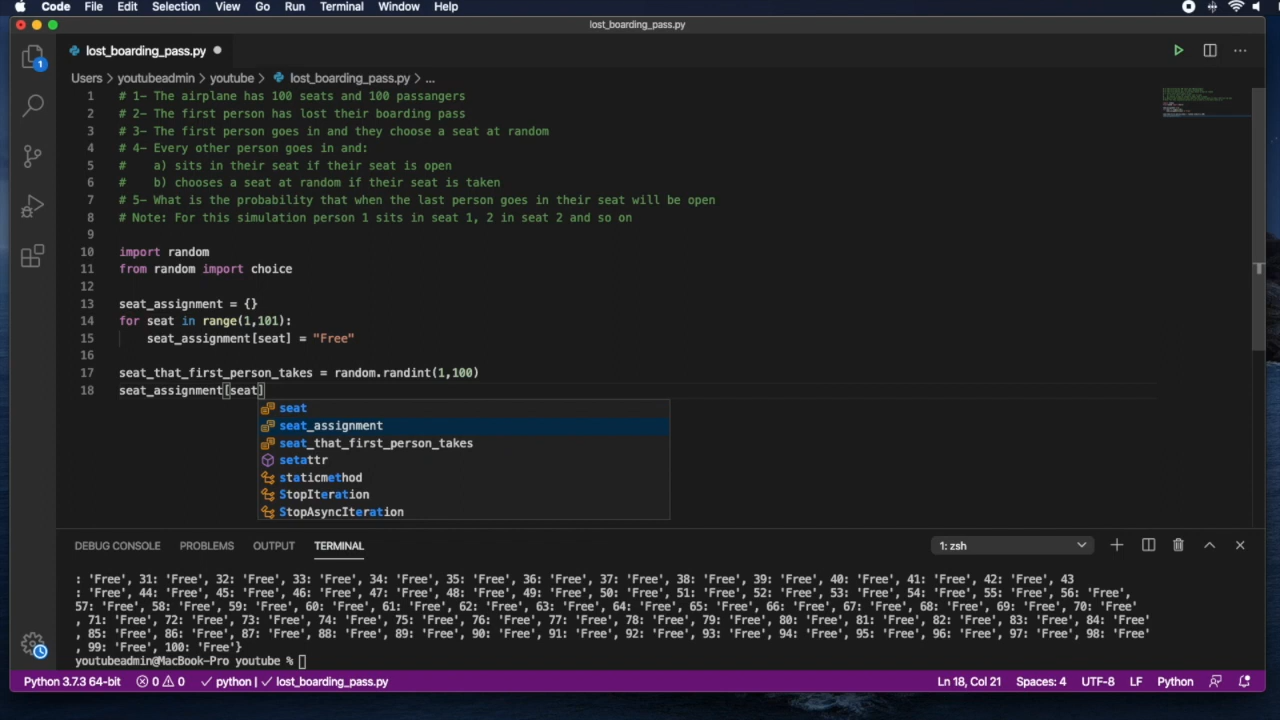 Code File Edit Selection View Go Run Terminal Window Help
lost_boarding_pass.py
lost_boarding_pass.py
Users > youtubeadmin > youtube > lost_boarding_pass.py > ...
1 # 1- The airplane has 100 seats and 100 passangers
2 # 2- The first person has lost their boarding pass
3 # 3- The first person goes in and they choose a seat at random
4 # 4- Every other person goes in and:
5 #    a) sits in their seat if their seat is open
6 #    b) chooses a seat at random if their seat is taken
7 # 5- What is the probability that when the last person goes in their seat will be open
8 # Note: For this simulation person 1 sits in seat 1, 2 in seat 2 and so on
9
10 import random
11 from random import choice
12
13 seat_assignment = {}
14 for seat in range(1,101):
15     seat_assignment[seat] = "Free"
16
17 seat_that_first_person_takes = random.randint(1,100)
18 seat_assignment[seat]
seat
seat_assignment
seat_that_first_person_takes
setattr
staticmethod
StopIteration
StopAsyncIteration
DEBUG CONSOLE PROBLEMS OUTPUT TERMINAL 1: zsh
: 'Free', 31: 'Free', 32: 'Free', 33: 'Free', 34: 'Free', 35: 'Free', 36: 'Free', 37: 'Free', 38: 'Free', 39: 'Free', 40: 'Free', 41: 'Free', 42: 'Free', 43
: 'Free', 44: 'Free', 45: 'Free', 46: 'Free', 47: 'Free', 48: 'Free', 49: 'Free', 50: 'Free', 51: 'Free', 52: 'Free', 53: 'Free', 54: 'Free', 55: 'Free', 56: 'Free',
57: 'Free', 58: 'Free', 59: 'Free', 60: 'Free', 61: 'Free', 62: 'Free', 63: 'Free', 64: 'Free', 65: 'Free', 66: 'Free', 67: 'Free', 68: 'Free', 69: 'Free', 70: 'Free'
, 71: 'Free', 72: 'Free', 73: 'Free', 74: 'Free', 75: 'Free', 76: 'Free', 77: 'Free', 78: 'Free', 79: 'Free', 80: 'Free', 81: 'Free', 82: 'Free', 83: 'Free', 84: 'Free'
, 85: 'Free', 86: 'Free', 87: 'Free', 88: 'Free', 89: 'Free', 90: 'Free', 91: 'Free', 92: 'Free', 93: 'Free', 94: 'Free', 95: 'Free', 96: 'Free', 97: 'Free', 98: 'Free'
, 99: 'Free', 100: 'Free'}
youtubeadmin@MacBook-Pro youtube %
Python 3.7.3 64-bit 0 0 python | lost_boarding_pass.py Ln 18, Col 21 Spaces: 4 UTF-8 LF Python